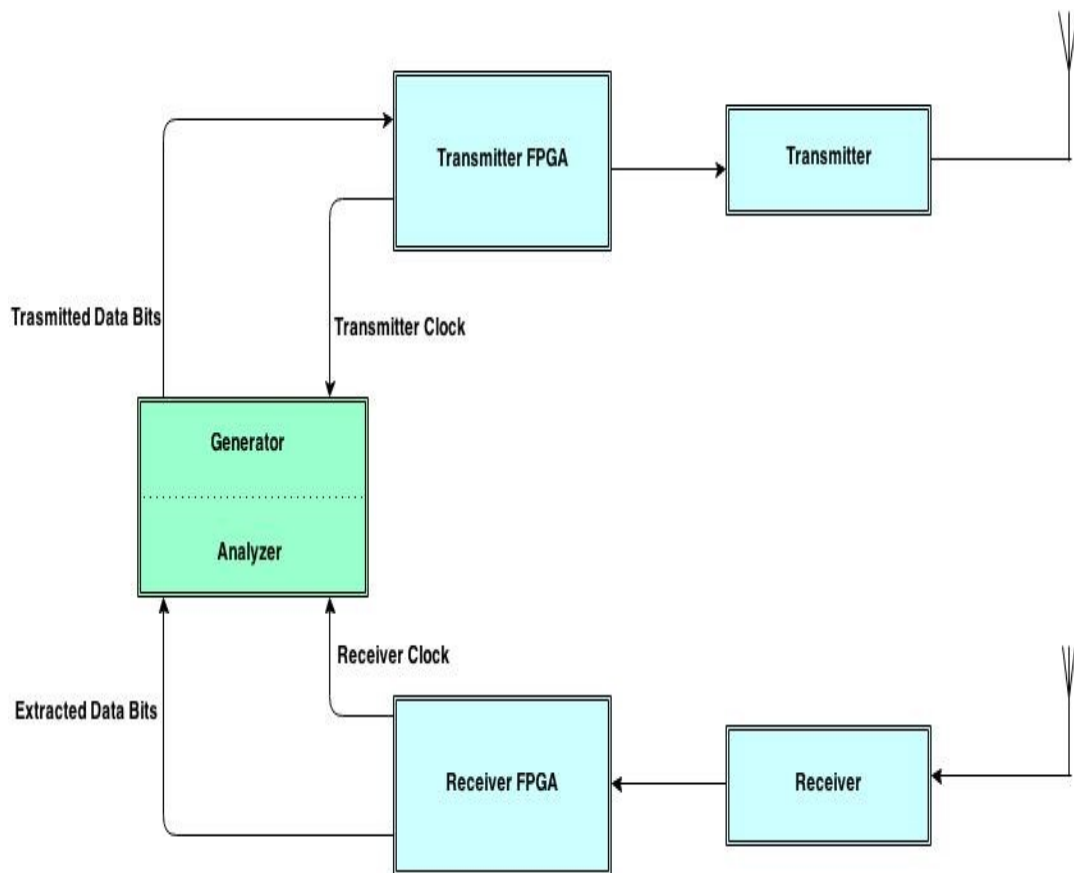 Transmitter FPGA
Transmitter
Trasmitted Data Bits
Transmitter Clock
Generator
Analyzer
Receiver Clock
Extracted Data Bits
Receiver FPGA
Receiver